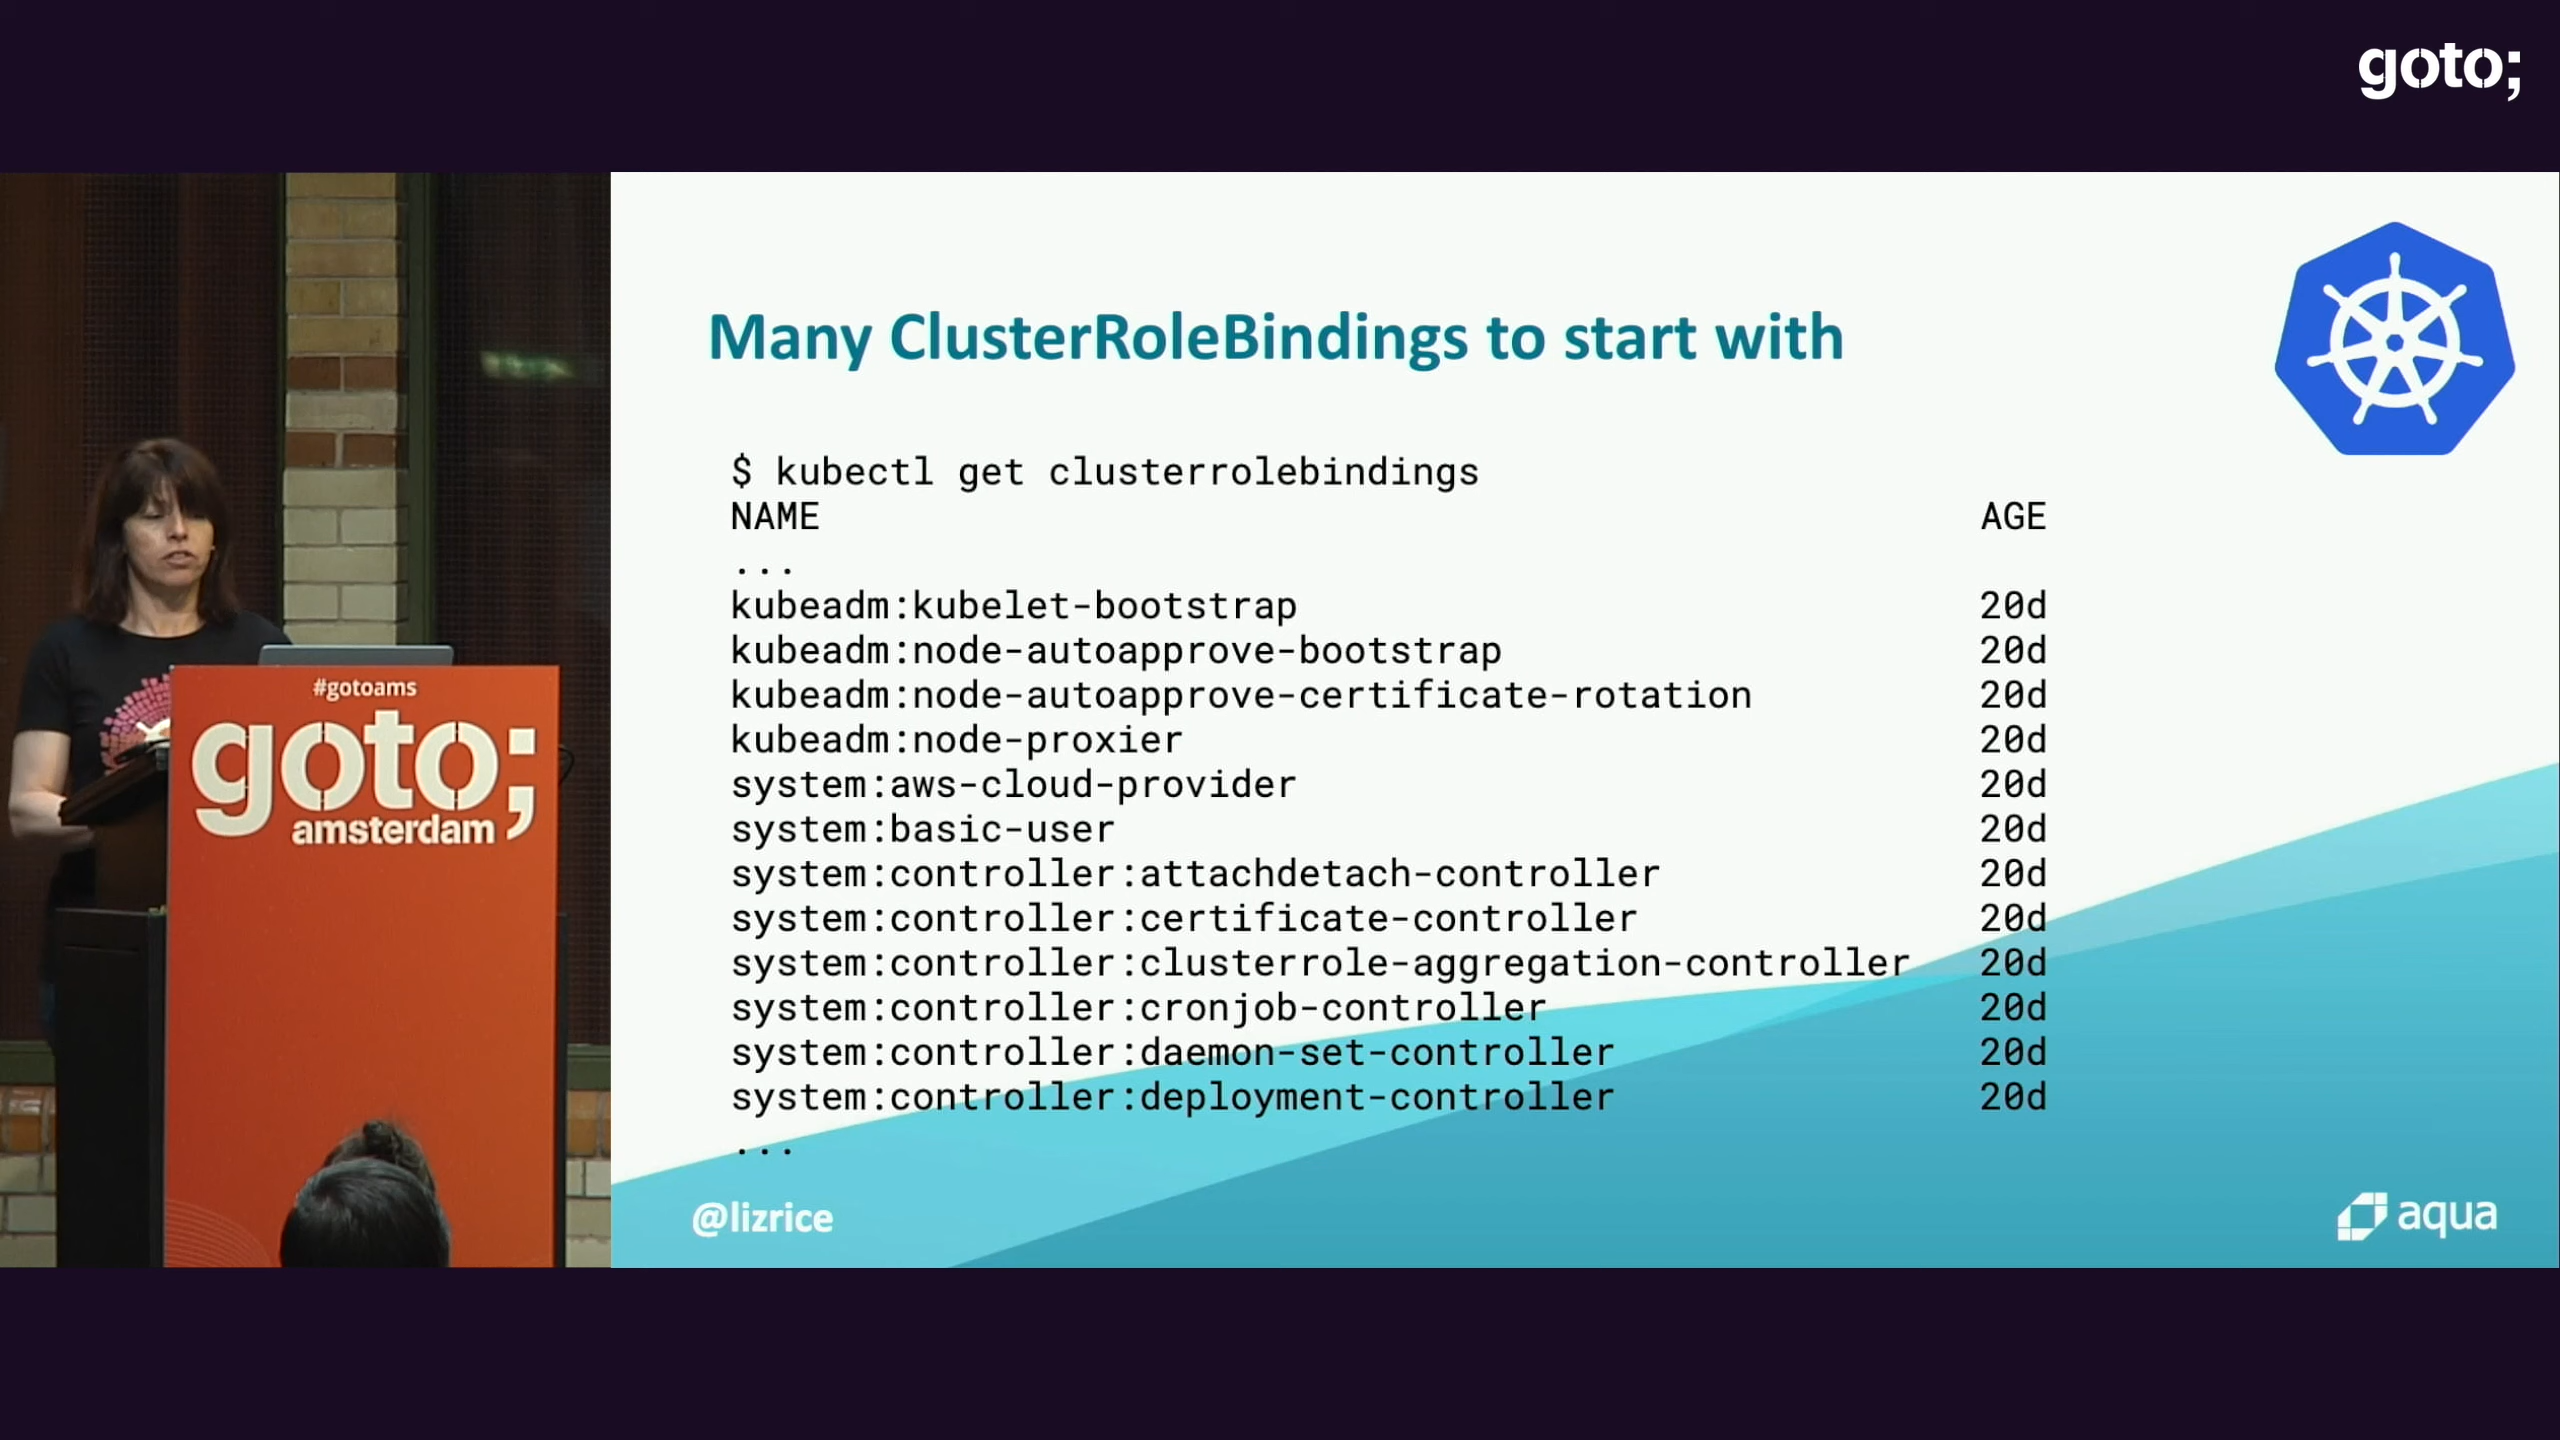 goto;
Many ClusterRoleBindings to start with
$ kubectl get clusterrolebindings
NAME AGE
...
kubeadm:kubelet-bootstrap 20d
kubeadm:node-autoapprove-bootstrap 20d
kubeadm:node-autoapprove-certificate-rotation 20d
kubeadm:node-proxier 20d
system:aws-cloud-provider 20d
system:basic-user 20d
system:controller:attachdetach-controller 20d
system:controller:certificate-controller 20d
system:controller:clusterrole-aggregation-controller 20d
system:controller:cronjob-controller 20d
system:controller:daemon-set-controller 20d
system:controller:deployment-controller 20d
...
@lizrice
aqua
#gotoams
goto;
amsterdam